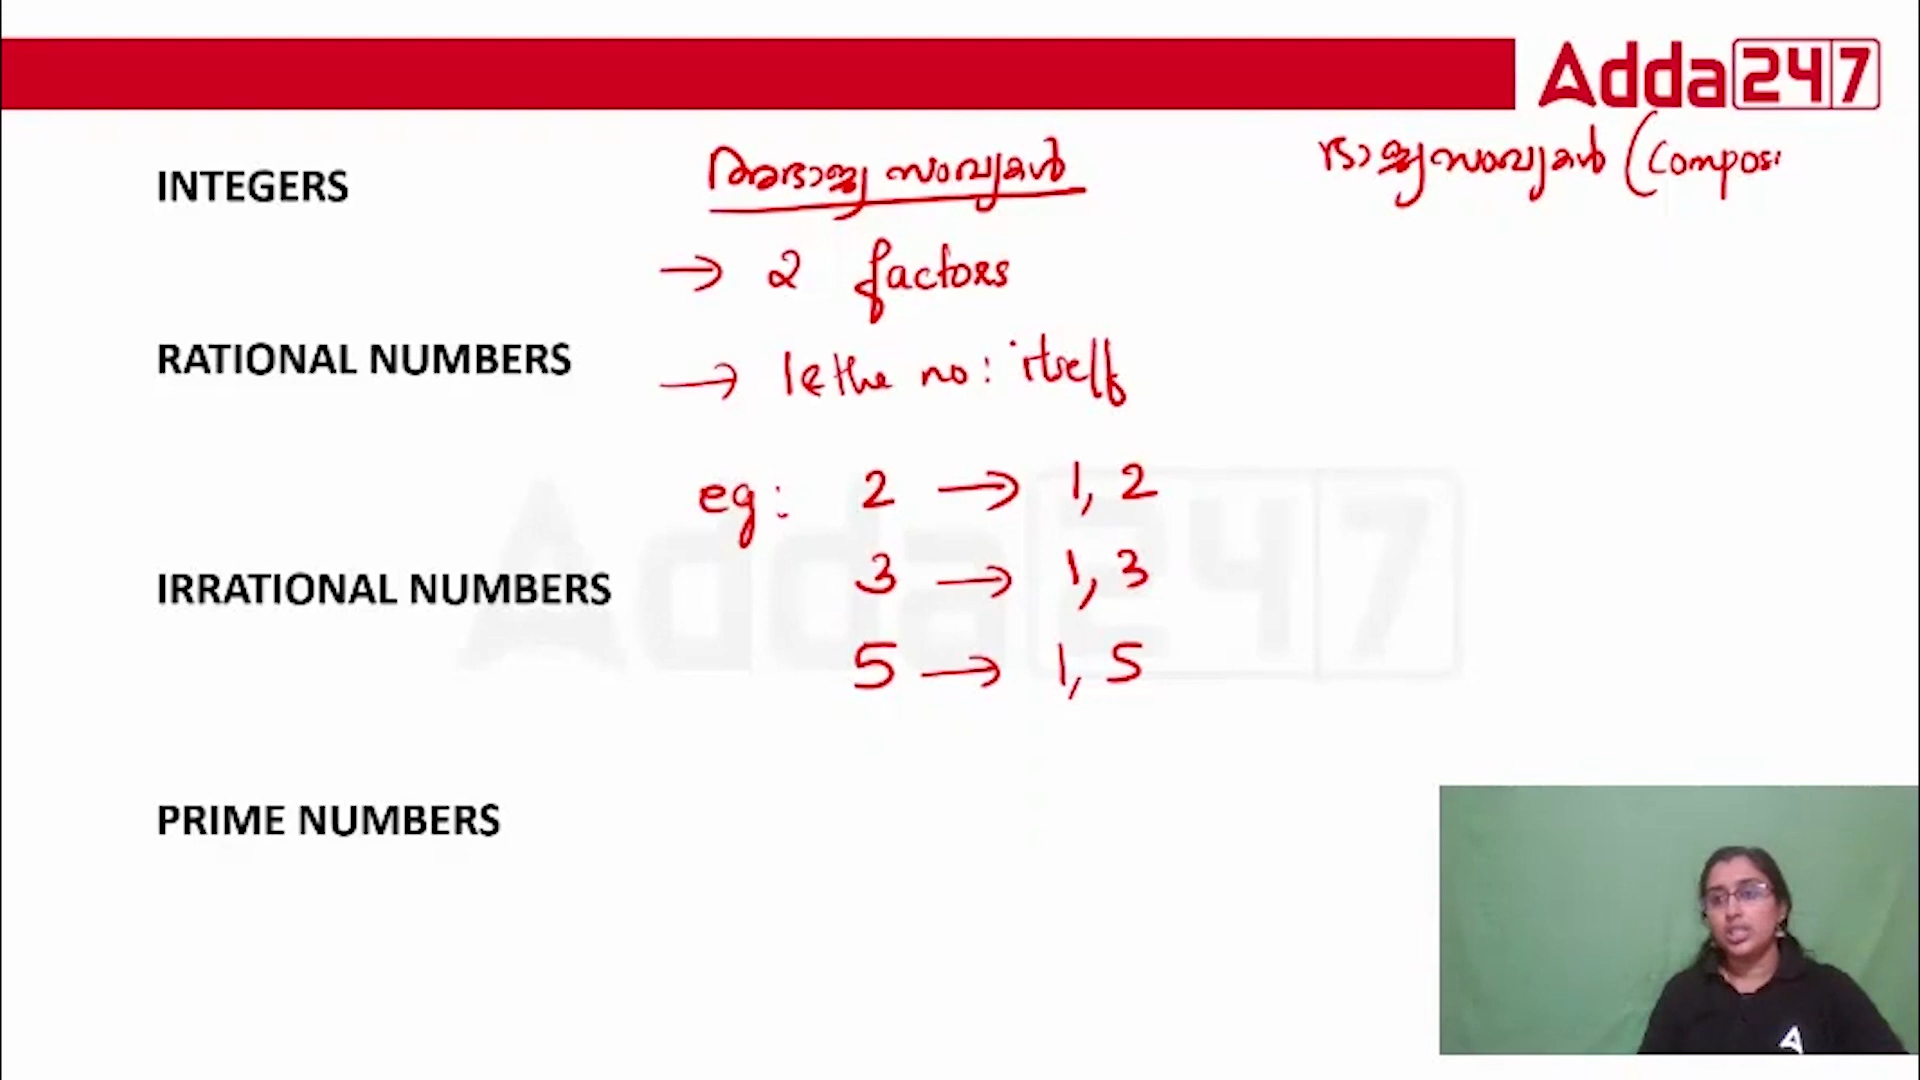 Adda247
INTEGERS
അഭാജ്യ സംഖ്യകൾ
ഭാജ്യസംഖ്യകൾ (Composi
→ 2 factors
RATIONAL NUMBERS
→ 1 & the no: itself
eg: 2 → 1, 2
3 → 1, 3
IRRATIONAL NUMBERS
5 → 1, 5
PRIME NUMBERS
Adda247